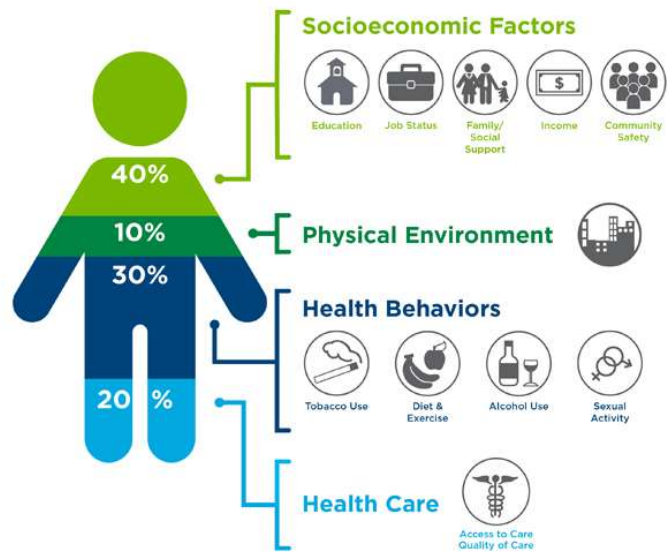 Socioeconomic Factors
$
Education
Job Status
Family/
Social
Support
Income
Community
Safety
40%
10%
Physical Environment
30%
Health Behaviors
Tobacco Use
Diet &
Exercise
Alcohol Use
Sexual
Activity
20 %
Health Care
Access to Care
Quality of Care